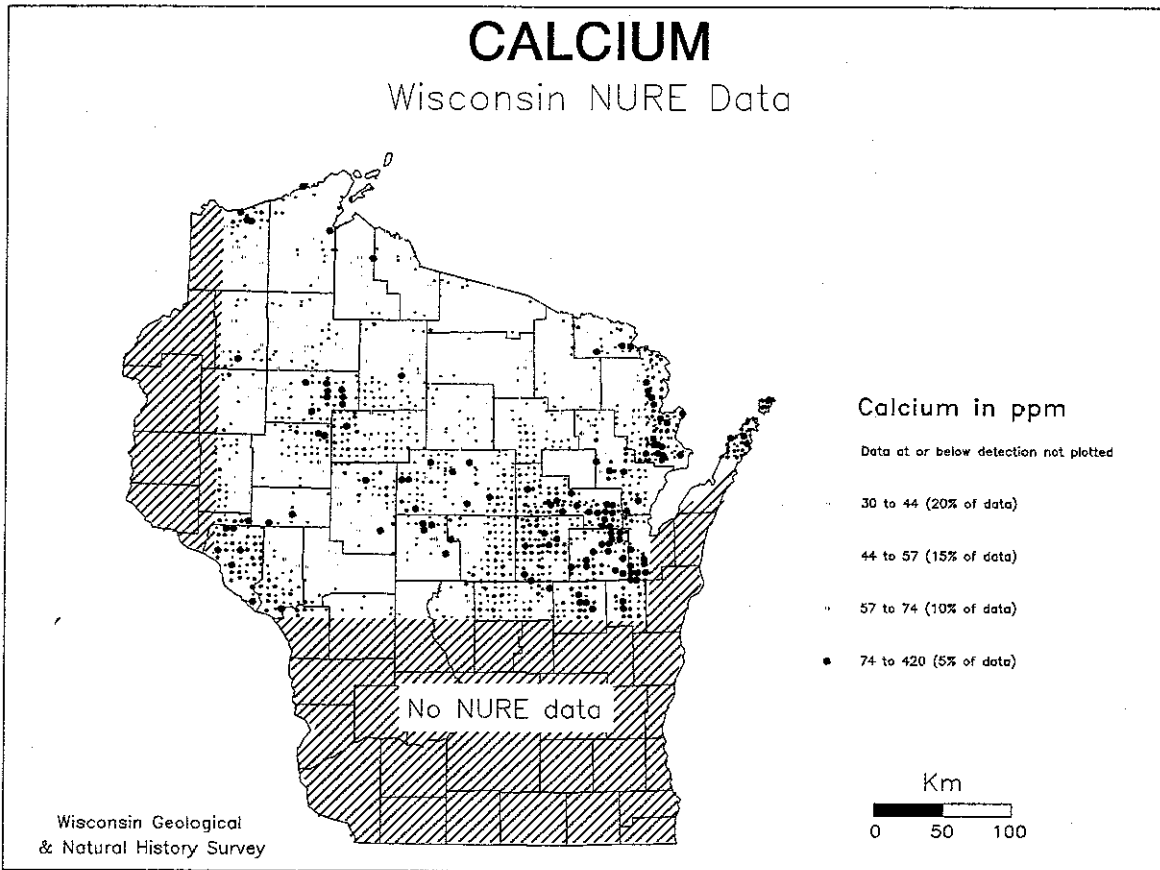 CALCIUM
Wisconsin NURE Data
Calcium in ppm
Data at or below detection not plotted
30 to 44 (20% of data)
44 to 57 (15% of data)
57 to 74 (10% of data)
74 to 420 (5% of data)
No NURE data
Km
0 50 100
Wisconsin Geological
& Natural History Survey